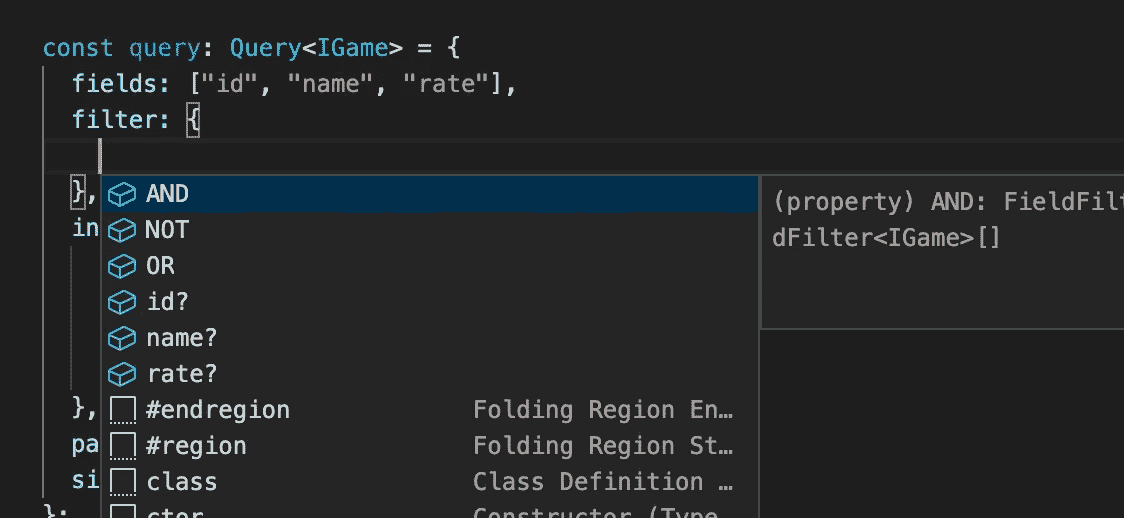 const query: Query<IGame> = {
fields: ["id", "name", "rate"],
filter: {
},
in
},
pa
si
};
AND
NOT
OR
id?
name?
rate?
#endregion Folding Region En…
#region Folding Region St…
class Class Definition …
ctor Constructor (Type
(property) AND: FieldFilt
dFilter<IGame>[]